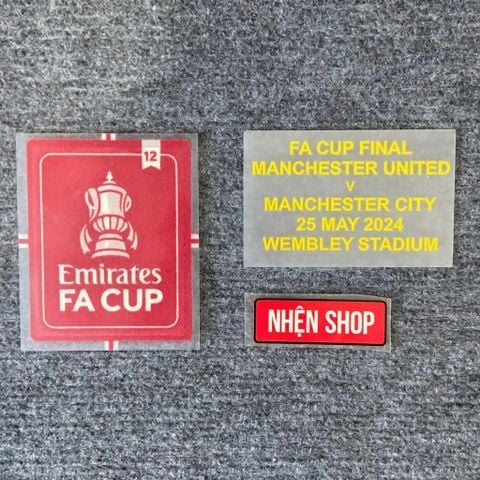 12
Emirates
FA CUP
FA CUP FINAL
MANCHESTER UNITED
V
MANCHESTER CITY
25 MAY 2024
WEMBLEY STADIUM
NHỆN SHOP